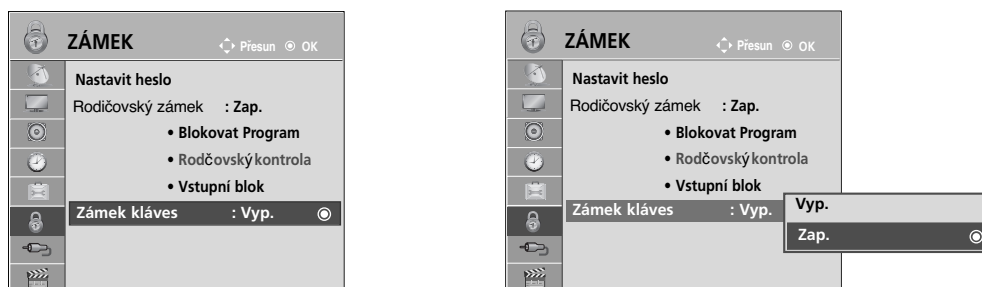 ZÁMEK
Přesun OK
Nastavit heslo
Rodičovský zámek : Zap.
• Blokovat Program
• Rodčovský kontrola
• Vstupní blok
Zámek kláves : Vyp.
ZÁMEK
Přesun OK
Nastavit heslo
Rodičovský zámek : Zap.
• Blokovat Program
• Rodčovský kontrola
• Vstupní blok
Zámek kláves : Vyp.
Vyp.
Zap.